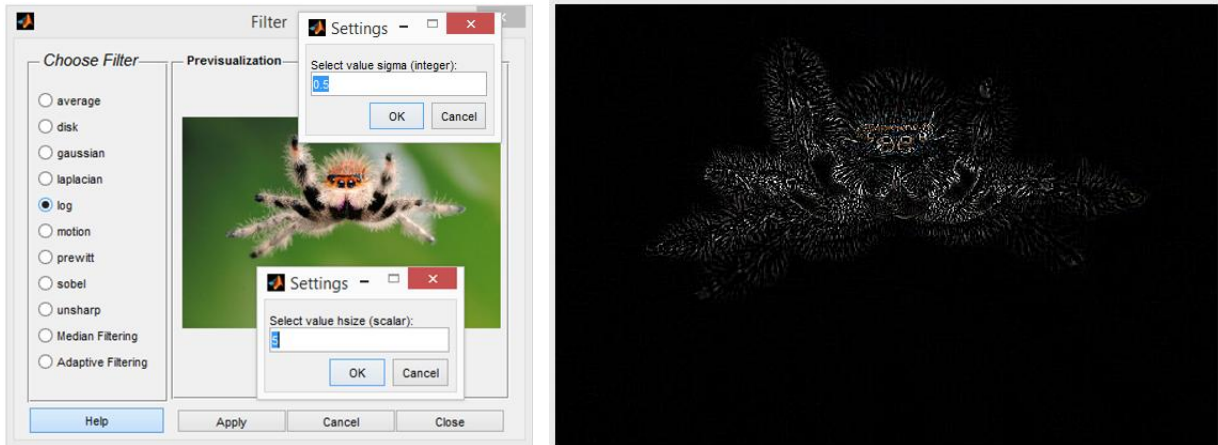 Filter
Settings
Select value sigma (integer):
0.5
OK
Cancel
Choose Filter
average
disk
gaussian
laplacian
log
motion
prewitt
sobel
unsharp
Median Filtering
Adaptive Filtering
Previsualization
Settings
Select value hsize (scalar):
5
OK
Cancel
Help
Apply
Cancel
Close